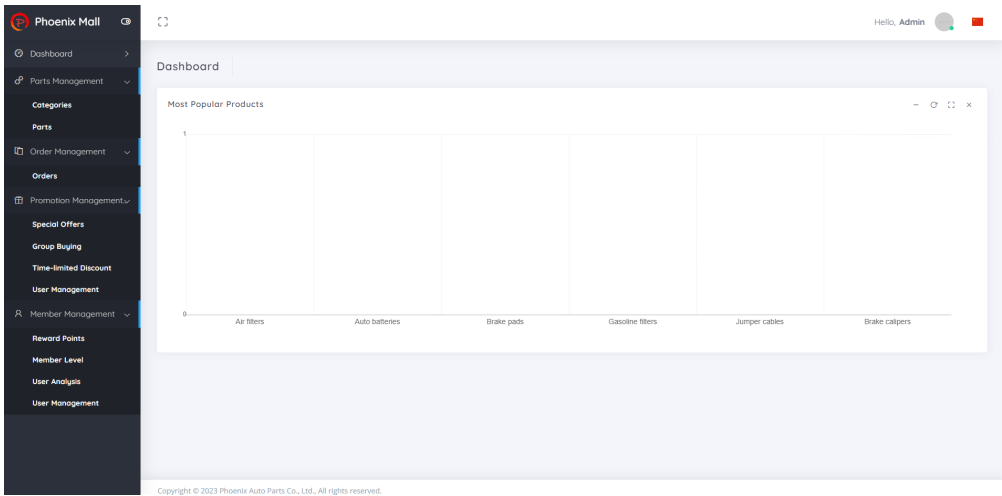 Phoenix Mall
Hello, Admin
Dashboard
Parts Management
Categories
Parts
Order Management
Orders
Promotion Management
Special Offers
Group Buying
Time-limited Discount
User Management
Member Management
Reward Points
Member Level
User Analysis
User Management
Dashboard
Most Popular Products
1
0
Air filters Auto batteries Brake pads Gasoline filters Jumper cables Brake calipers
Copyright © 2023 Phoenix Auto Parts Co., Ltd., All rights reserved.